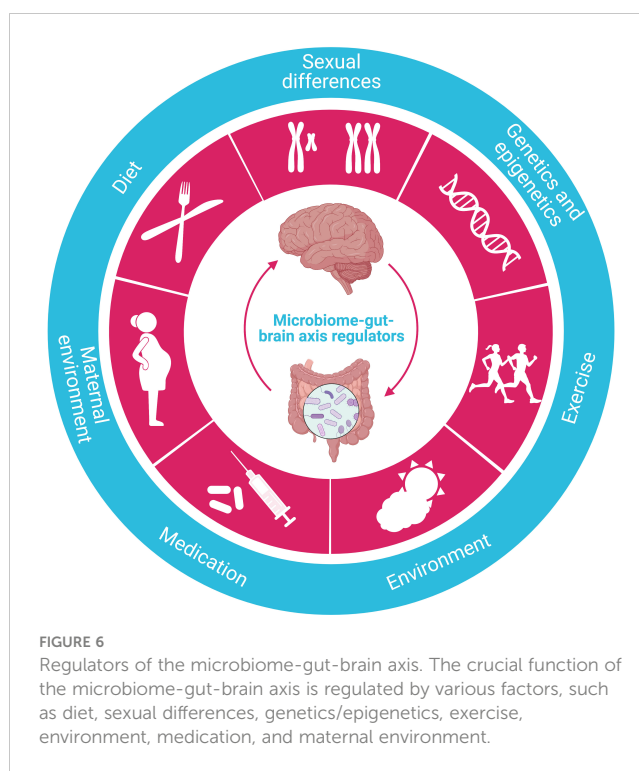 Sexual
differences
Genetics and
epigenetics
Exercise
Environment
Medication
Maternal
environment
Diet
Microbiome-gut-
brain axis regulators
FIGURE 6
Regulators of the microbiome-gut-brain axis. The crucial function of
the microbiome-gut-brain axis is regulated by various factors, such
as diet, sexual differences, genetics/epigenetics, exercise,
environment, medication, and maternal environment.